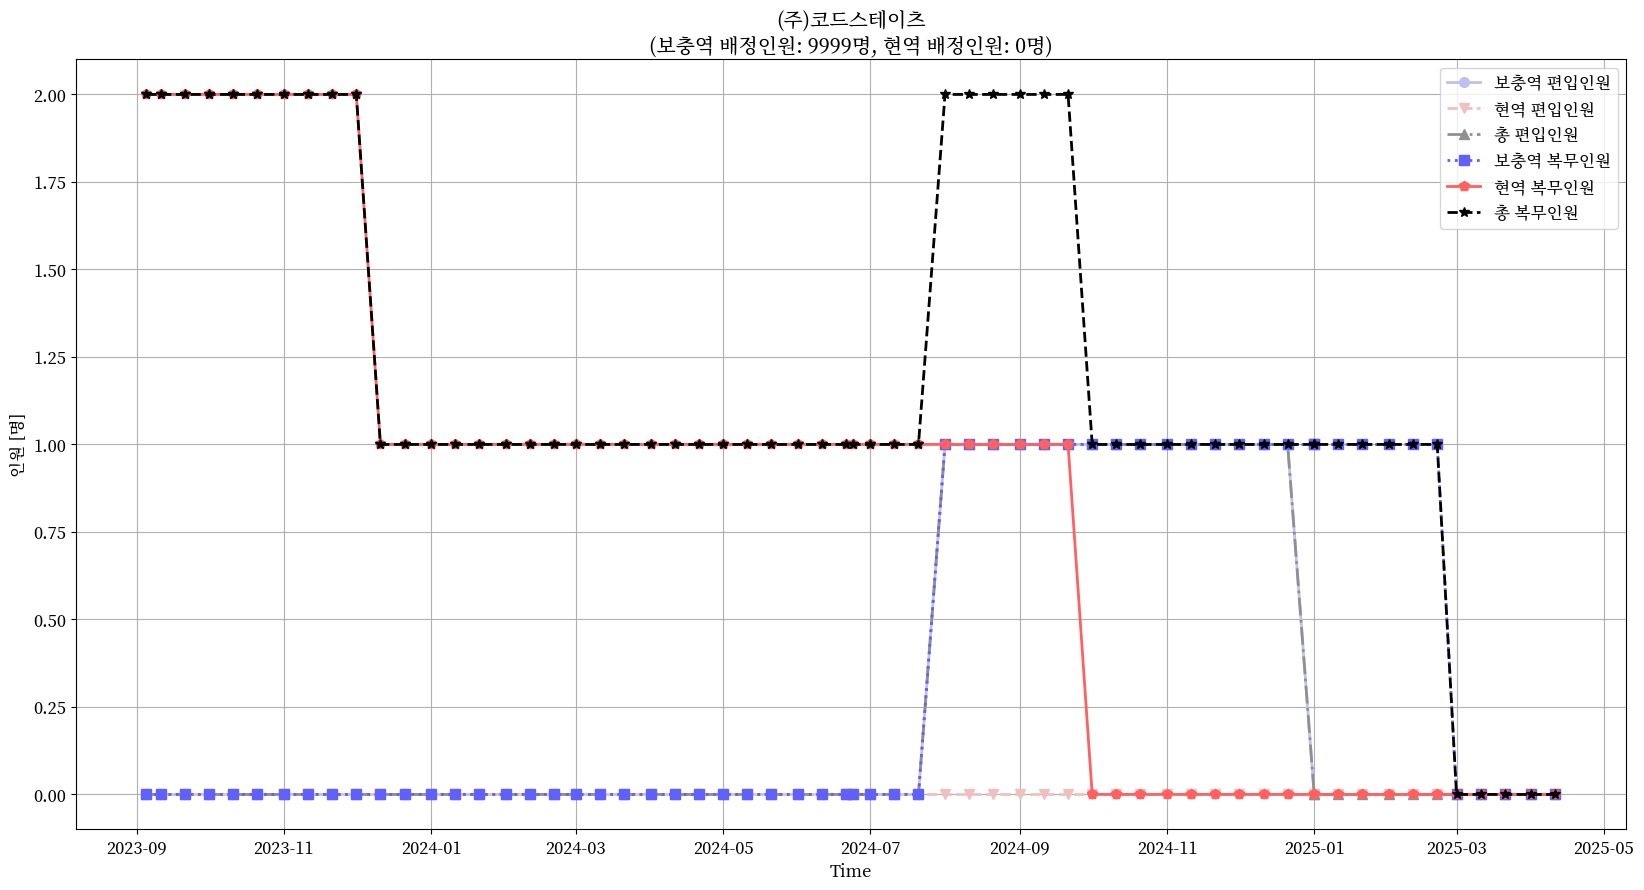 (주)코드스테이츠
(보충역 배정인원: 9999명, 현역 배정인원: 0명)
보충역 편입인원
현역 편입인원
총 편입인원
보충역 복무인원
현역 복무인원
총 복무인원
인원 [명]
2.00
1.75
1.50
1.25
1.00
0.75
0.50
0.25
0.00
2023-09
2023-11
2024-01
2024-03
2024-05
2024-07
2024-09
2024-11
2025-01
2025-03
2025-05
Time